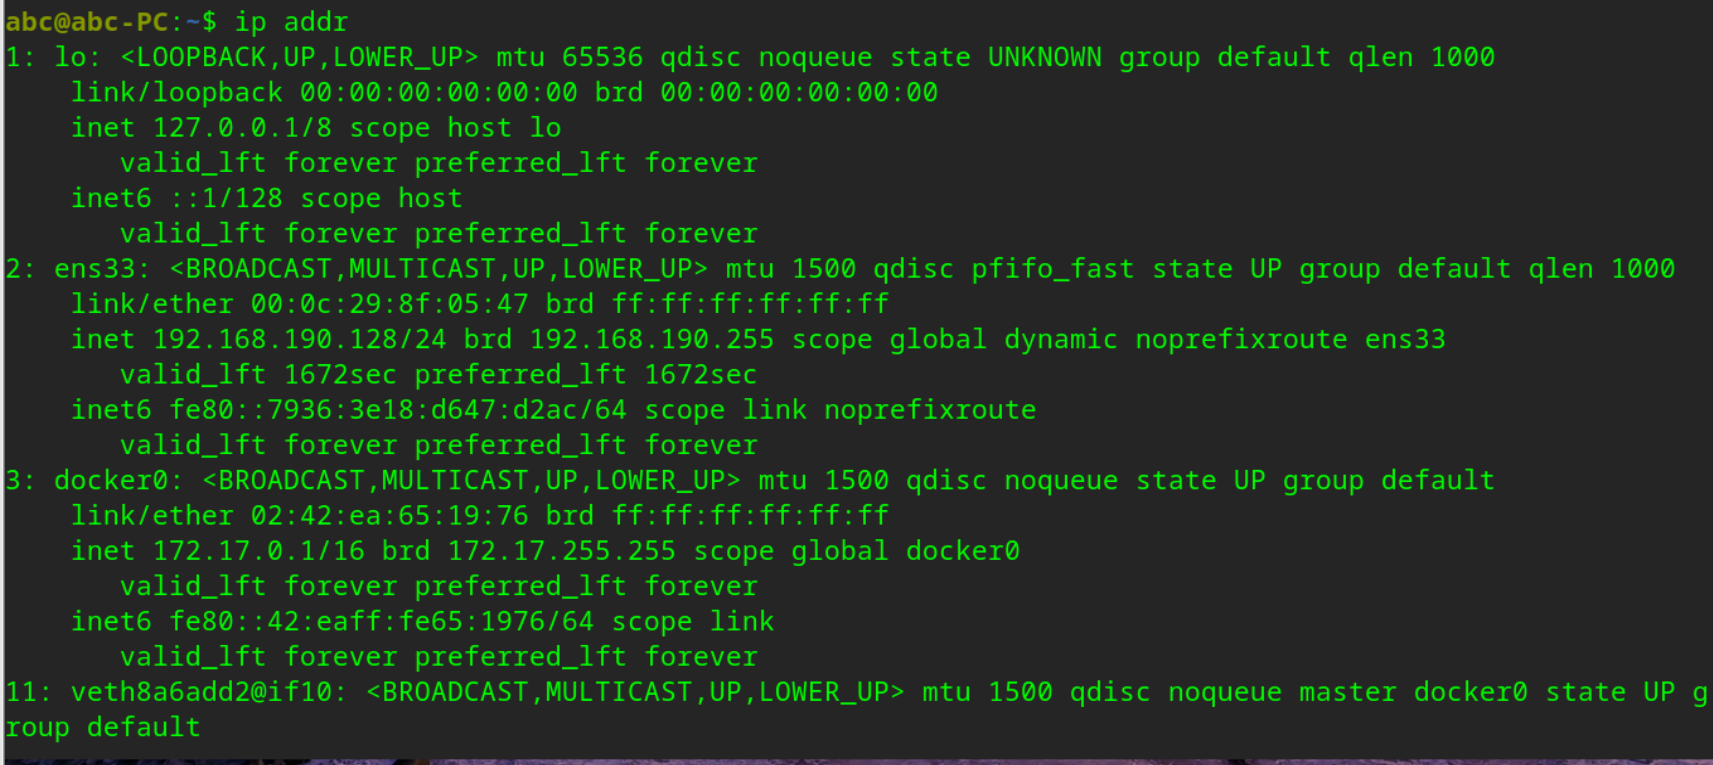 abc@abc-PC:~$ ip addr
1: lo: <LOOPBACK,UP,LOWER_UP> mtu 65536 qdisc noqueue state UNKNOWN group default qlen 1000
    link/loopback 00:00:00:00:00:00 brd 00:00:00:00:00:00
    inet 127.0.0.1/8 scope host lo
       valid_lft forever preferred_lft forever
    inet6 ::1/128 scope host
       valid_lft forever preferred_lft forever
2: ens33: <BROADCAST,MULTICAST,UP,LOWER_UP> mtu 1500 qdisc pfifo_fast state UP group default qlen 1000
    link/ether 00:0c:29:8f:05:47 brd ff:ff:ff:ff:ff:ff
    inet 192.168.190.128/24 brd 192.168.190.255 scope global dynamic noprefixroute ens33
       valid_lft 1672sec preferred_lft 1672sec
    inet6 fe80::7936:3e18:d647:d2ac/64 scope link noprefixroute
       valid_lft forever preferred_lft forever
3: docker0: <BROADCAST,MULTICAST,UP,LOWER_UP> mtu 1500 qdisc noqueue state UP group default
    link/ether 02:42:ea:65:19:76 brd ff:ff:ff:ff:ff:ff
    inet 172.17.0.1/16 brd 172.17.255.255 scope global docker0
       valid_lft forever preferred_lft forever
    inet6 fe80::42:eaff:fe65:1976/64 scope link
       valid_lft forever preferred_lft forever
11: veth8a6add2@if10: <BROADCAST,MULTICAST,UP,LOWER_UP> mtu 1500 qdisc noqueue master docker0 state UP g
roup default